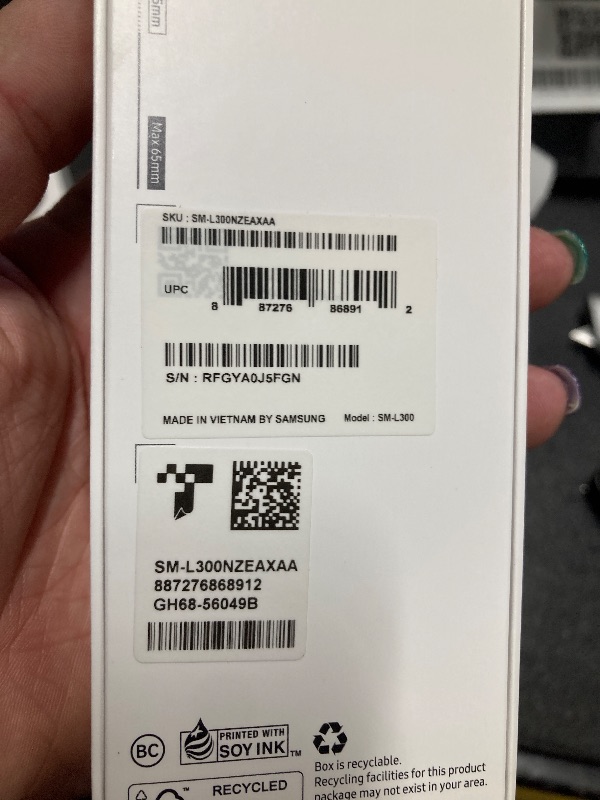 5mm
Max 65mm
SKU : SM-L300NZEAXAA
UPC
8 87276 86891 2
S/N : RFGYA0J5FGN
MADE IN VIETNAM BY SAMSUNG Model : SM-L300
SM-L300NZEAXAA
887276868912
GH68-56049B
BC
PRINTED WITH
SOY INK TM
Box is recyclable.
Recycling facilities for this product
package may not exist in your area.
TM
RECYCLED